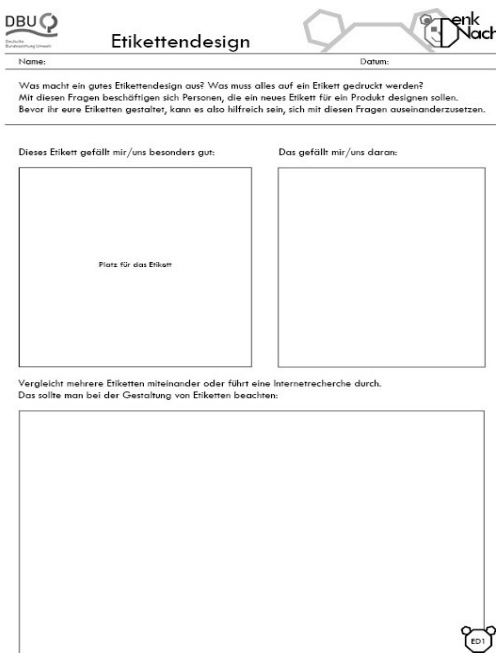 DBU
Deutsche
Bundesstiftung Umwelt
Etikettendesign
Denk
Nach
Name:
Datum:
Was macht ein gutes Etikettendesign aus? Was muss alles auf ein Etikett gedruckt werden?
Mit diesen Fragen beschäftigen sich Personen, die ein neues Etikett für ein Produkt designen sollen.
Bevor ihr eure Etiketten gestaltet, kann es also hilfreich sein, sich mit diesen Fragen auseinanderzusetzen.
Dieses Etikett gefällt mir/uns besonders gut:
Das gefällt mir/uns daran:
Platz für das Etikett
Vergleicht mehrere Etiketten miteinander oder führt eine Internetrecherche durch.
Das sollte man bei der Gestaltung von Etiketten beachten:
ED1